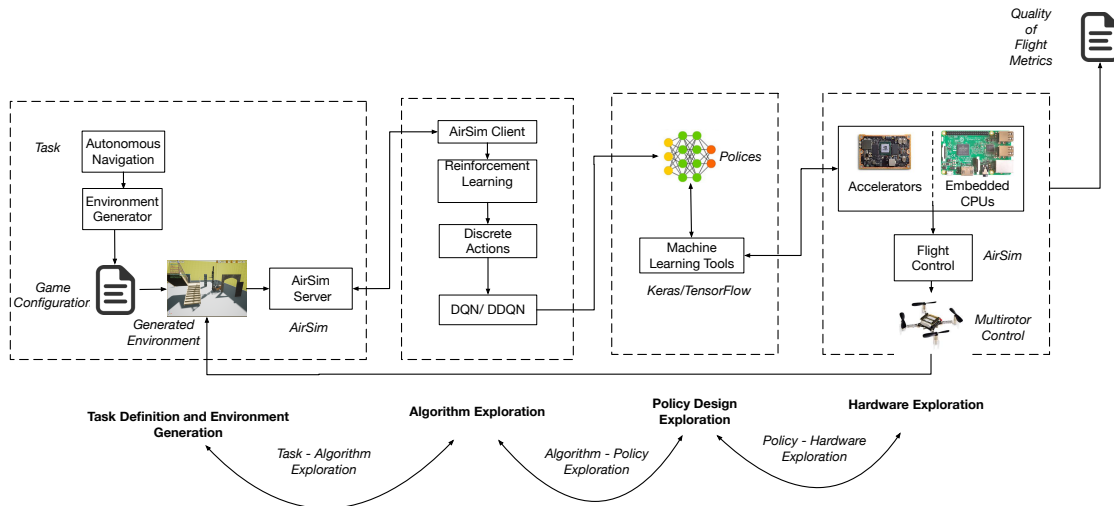 Quality
of
Flight
Metrics
Task
Autonomous
Navigation
Environment
Generator
Game
Configuratior
Generated
Environment
AirSim
Server
AirSim
AirSim Client
Reinforcement
Learning
Discrete
Actions
DQN/ DDQN
Polices
Machine
Learning Tools
Keras/TensorFlow
Accelerators
Embedded
CPUs
Flight
Control
AirSim
Multirotor
Control
Task Definition and Environment
Generation
Algorithm Exploration
Policy Design
Exploration
Hardware Exploration
Task - Algorithm
Exploration
Algorithm - Policy
Exploration
Policy - Hardware
Exploration